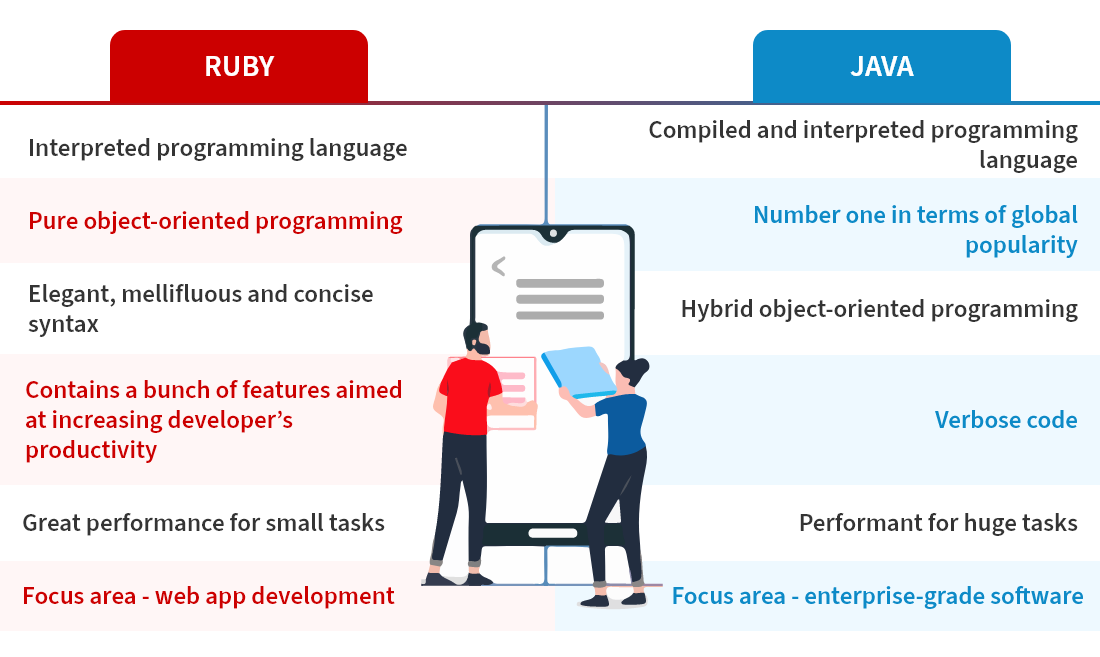 RUBY
JAVA
Interpreted programming language
Compiled and interpreted programming
language
Pure object-oriented programming
Number one in terms of global
popularity
Elegant, mellifluous and concise
syntax
Hybrid object-oriented programming
Contains a bunch of features aimed
at increasing developer’s
productivity
Verbose code
Great performance for small tasks
Performant for huge tasks
Focus area - web app development
Focus area - enterprise-grade software